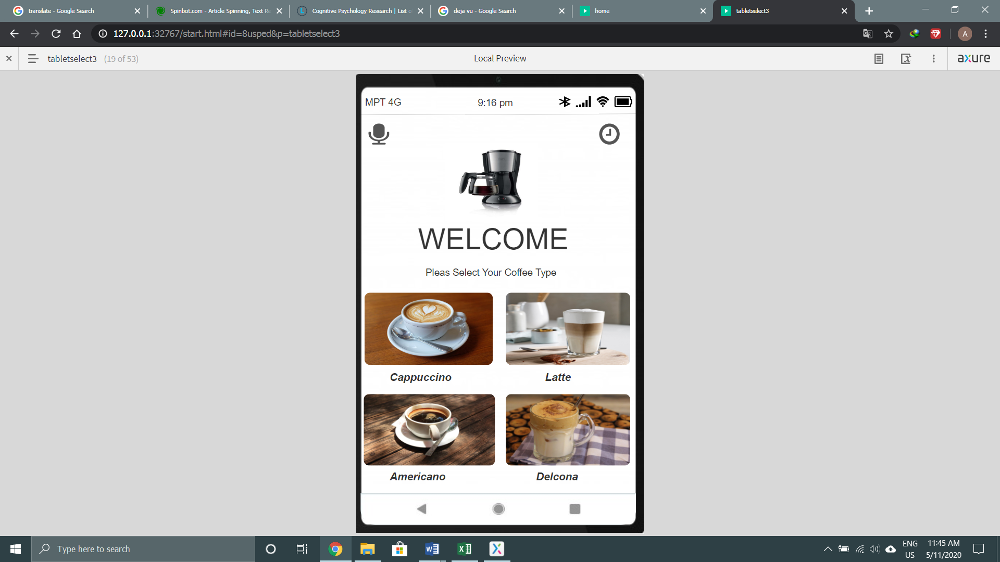 translate - Google Search
Spinbot.com - Article Spinning, Text Re
Cognitive Psychology Research | List o
deja vu - Google Search
home
tabletselect3
127.0.0.1:32767/start.html#id=8usped&p=tabletselect3
A
tabletselect3 (19 of 53)
Local Preview
axure
MPT 4G
9:16 pm
WELCOME
Pleas Select Your Coffee Type
Cappuccino
Latte
Americano
Delcona
Type here to search
ENG
US
11:45 AM
5/11/2020